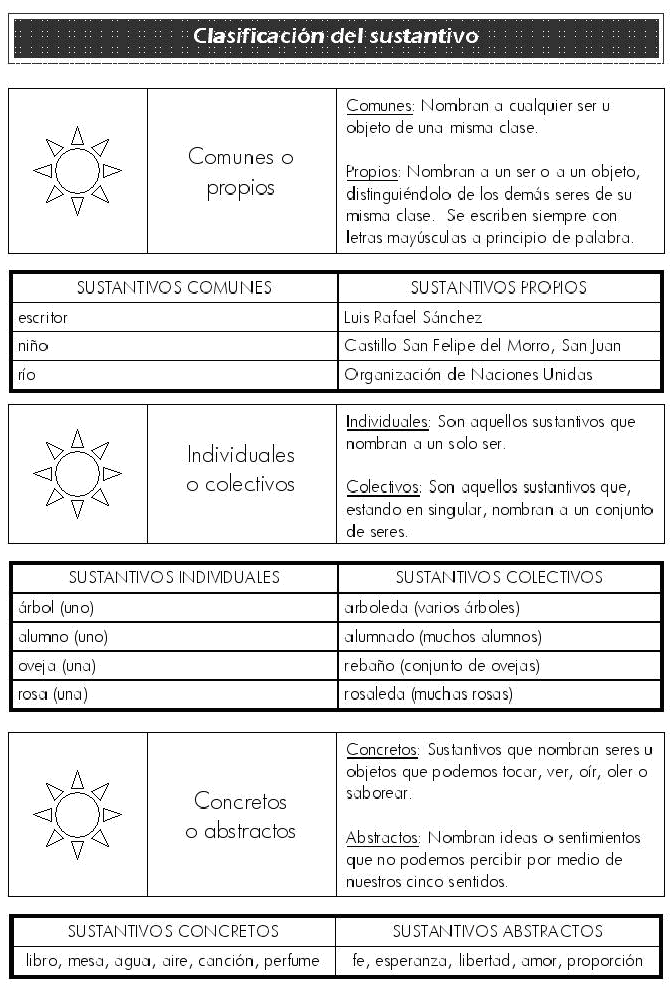 Clasificación del sustantivo
Comunes o
propios
Comunes: Nombran a cualquier ser u
objeto de una misma clase.
Propios: Nombran a un ser o a un objeto,
distinguiéndolo de los demás seres de su
misma clase. Se escriben siempre con
letras mayúsculas a principio de palabra.
SUSTANTIVOS COMUNES
SUSTANTIVOS PROPIOS
escritor
Luis Rafael Sánchez
niño
Castillo San Felipe del Morro, San Juan
río
Organización de Naciones Unidas
Individuales
o colectivos
Individuales: Son aquellos sustantivos que
nombran a un solo ser.
Colectivos: Son aquellos sustantivos que,
estando en singular, nombran a un conjunto
de seres.
SUSTANTIVOS INDIVIDUALES
SUSTANTIVOS COLECTIVOS
árbol (uno)
arboleda (varios árboles)
alumno (uno)
alumnado (muchos alumnos)
oveja (una)
rebaño (conjunto de ovejas)
rosa (una)
rosaleda (muchas rosas)
Concretos
o abstractos
Concretos: Sustantivos que nombran seres u
objetos que podemos tocar, ver, oír, oler o
saborear.
Abstractos: Nombran ideas o sentimientos
que no podemos percibir por medio de
nuestros cinco sentidos.
SUSTANTIVOS CONCRETOS
SUSTANTIVOS ABSTRACTOS
libro, mesa, agua, aire, canción, perfume
fe, esperanza, libertad, amor, proporción